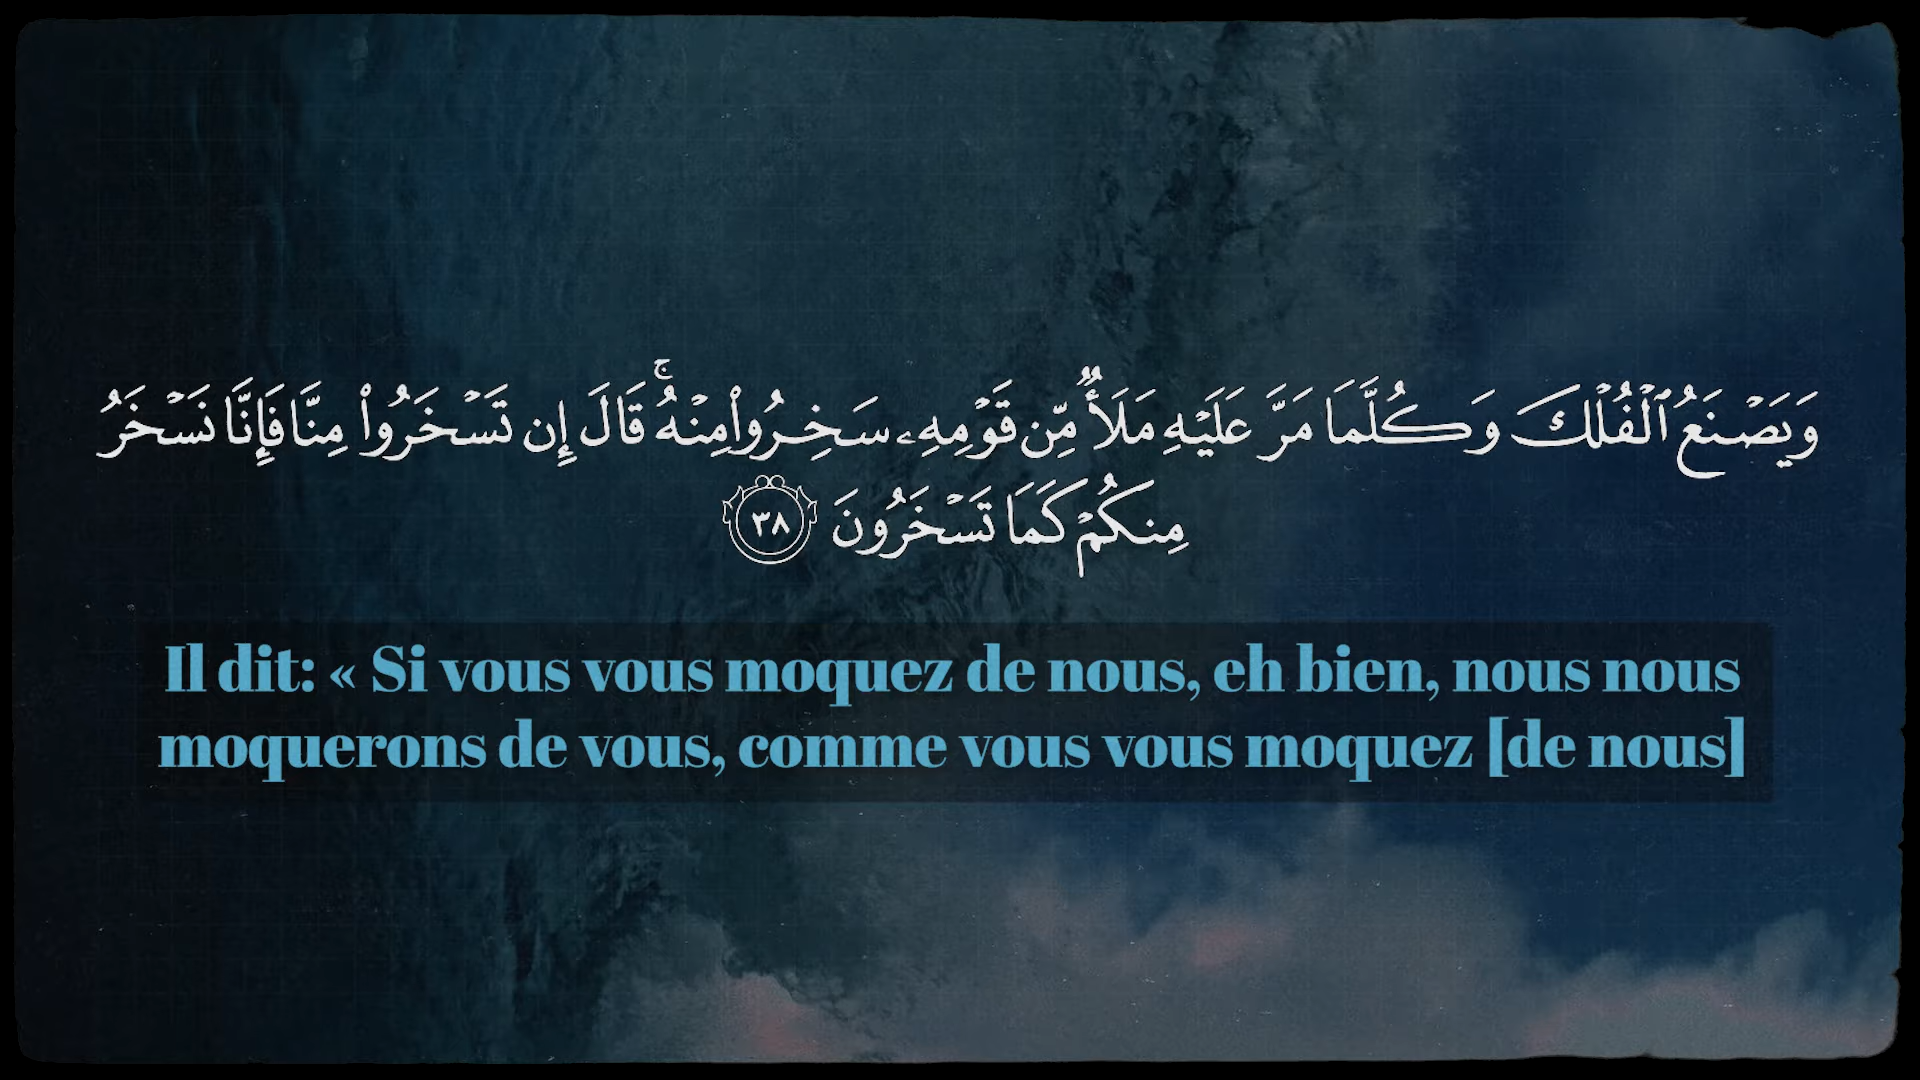 وَيَصۡنَعُ ٱلۡفُلۡكَ وَكُلَّمَا مَرَّ عَلَيۡهِ مَلَأٞ مِّن قَوۡمِهِۦ سَخِرُواْ مِنۡهُۚ قَالَ إِن تَسۡخَرُواْ مِنَّا فَإِنَّا نَسۡخَرُ
مِنكُمۡ كَمَا تَسۡخَرُونَ ٣٨
Il dit: « Si vous vous moquez de nous, eh bien, nous nous
moquerons de vous, comme vous vous moquez [de nous]